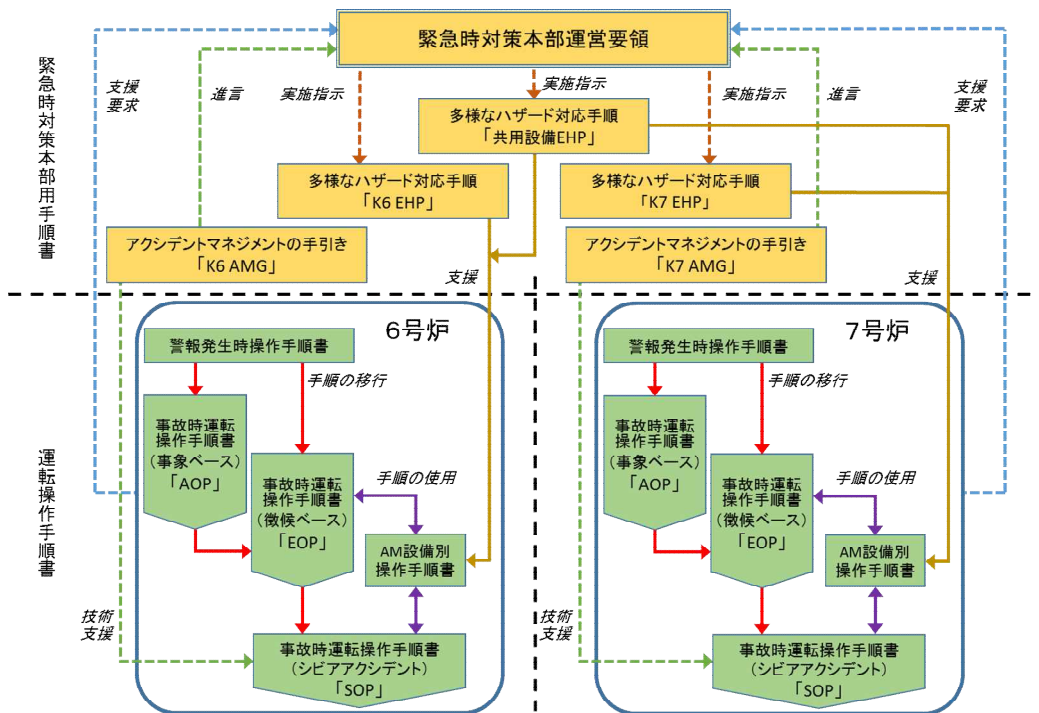 緊急時対策本部用手順書
緊急時対策本部運営要領
支援
要求
進言
実施指示
実施指示
実施指示
進言
支援
要求
多様なハザード対応手順
「共用設備EHP」
多様なハザード対応手順
「K6 EHP」
多様なハザード対応手順
「K7 EHP」
アクシデントマネジメントの手引き
「K6 AMG」
支援
アクシデントマネジメントの手引き
「K7 AMG」
支援
運転操作手順書
6号炉
警報発生時操作手順書
手順の移行
事故時運転
操作手順書
（事象ベース）
「AOP」
事故時運転
操作手順書
（徴候ベース）
「EOP」
手順の使用
AM設備別
操作手順書
技術
支援
事故時運転操作手順書
（シビアアクシデント）
「SOP」
7号炉
警報発生時操作手順書
手順の移行
事故時運転
操作手順書
（事象ベース）
「AOP」
事故時運転
操作手順書
（徴候ベース）
「EOP」
手順の使用
AM設備別
操作手順書
技術
支援
事故時運転操作手順書
（シビアアクシデント）
「SOP」